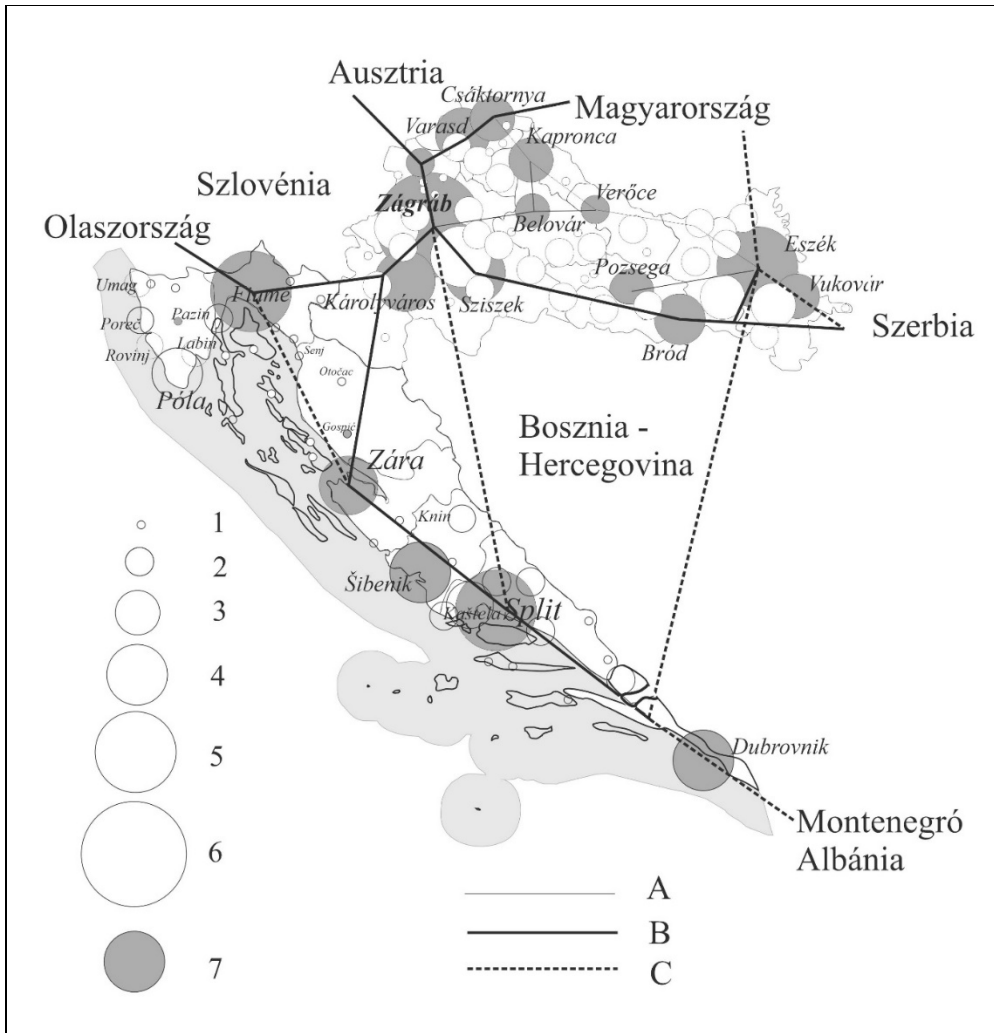 Ausztria
Csáktornya
Magyarország
Varasd
Kapronca
Szlovénia
Verőce
Zágráb
Olaszország
Belovár
Eszék
Umag
Fiume
Károlyváros
Sziszek
Pozsega
Vukovár
Poreč
Pazin
Szerbia
Rovinj
Labin
Senj
Bród
Póla
Otočac
Gospić
Bosznia -
Hercegovina
Zára
Knin
1
2
Šibenik
Kaštela
Split
3
4
5
Dubrovnik
Montenegró
Albánia
6
A
B
7
C